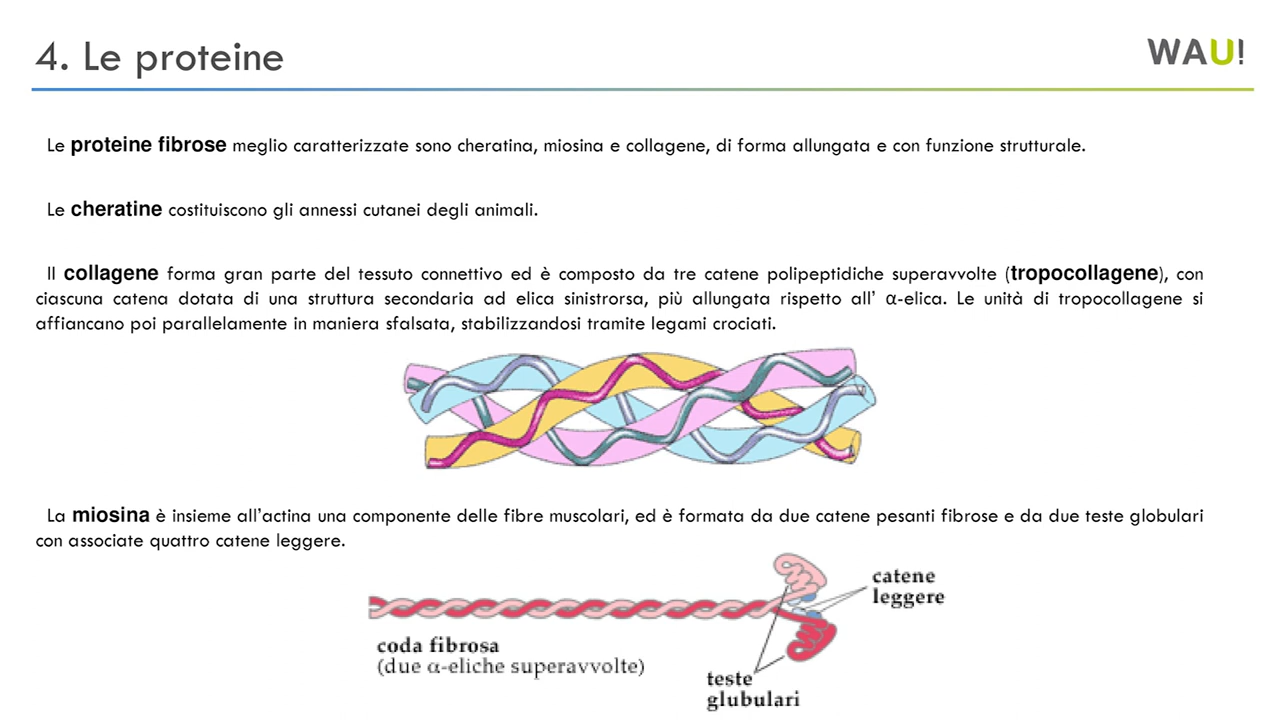 4. Le proteine
WAU!
Le proteine fibrose meglio caratterizzate sono cheratina, miosina e collagene, di forma allungata e con funzione strutturale.
Le cheratine costituiscono gli annessi cutanei degli animali.
Il collagene forma gran parte del tessuto connettivo ed è composto da tre catene polipeptidiche superavvolte (tropocollagene), con
ciascuna catena dotata di una struttura secondaria ad elica sinistrorsa, più allungata rispetto all' α-elica. Le unità di tropocollagene si
affiancano poi parallelamente in maniera sfalsata, stabilizzandosi tramite legami crociati.
La miosina è insieme all'actina una componente delle fibre muscolari, ed è formata da due catene pesanti fibrose e da due teste globulari
con associate quattro catene leggere.
catene
leggere
coda fibrosa
(due α-eliche superavvolte)
teste
glubulari